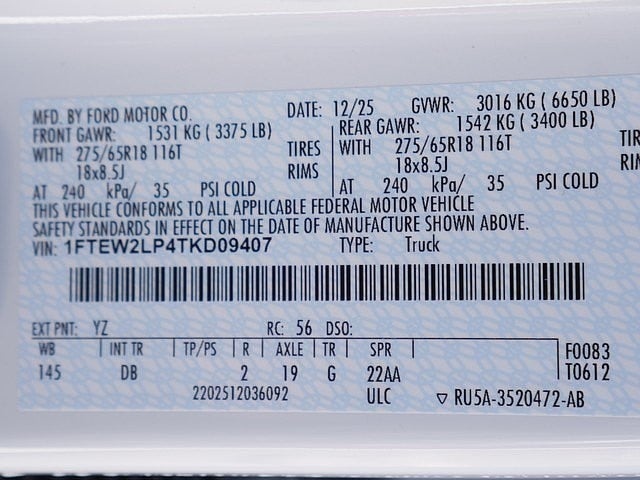 MFD. BY FORD MOTOR CO. DATE: 12/25 GVWR: 3016 KG ( 6650 LB)
FRONT GAWR: 1531 KG ( 3375 LB) REAR GAWR: 1542 KG ( 3400 LB)
WITH 275/65R18 116T TIRES WITH 275/65R18 116T TIR
18x8.5J RIMS 18x8.5J RIM
AT 240 kPa/ 35 PSI COLD AT 240 kPa/ 35 PSI COLD
THIS VEHICLE CONFORMS TO ALL APPLICABLE FEDERAL MOTOR VEHICLE
SAFETY STANDARDS IN EFFECT ON THE DATE OF MANUFACTURE SHOWN ABOVE.
VIN: 1FTEW2LP4TKD09407 TYPE: Truck
EXT PNT: YZ RC: 56 DSO:
WB INT TR TP/PS R AXLE TR SPR F0083
145 DB 2 19 G 22AA T0612
2202512036092 ULC ▽ RU5A-3520472-AB